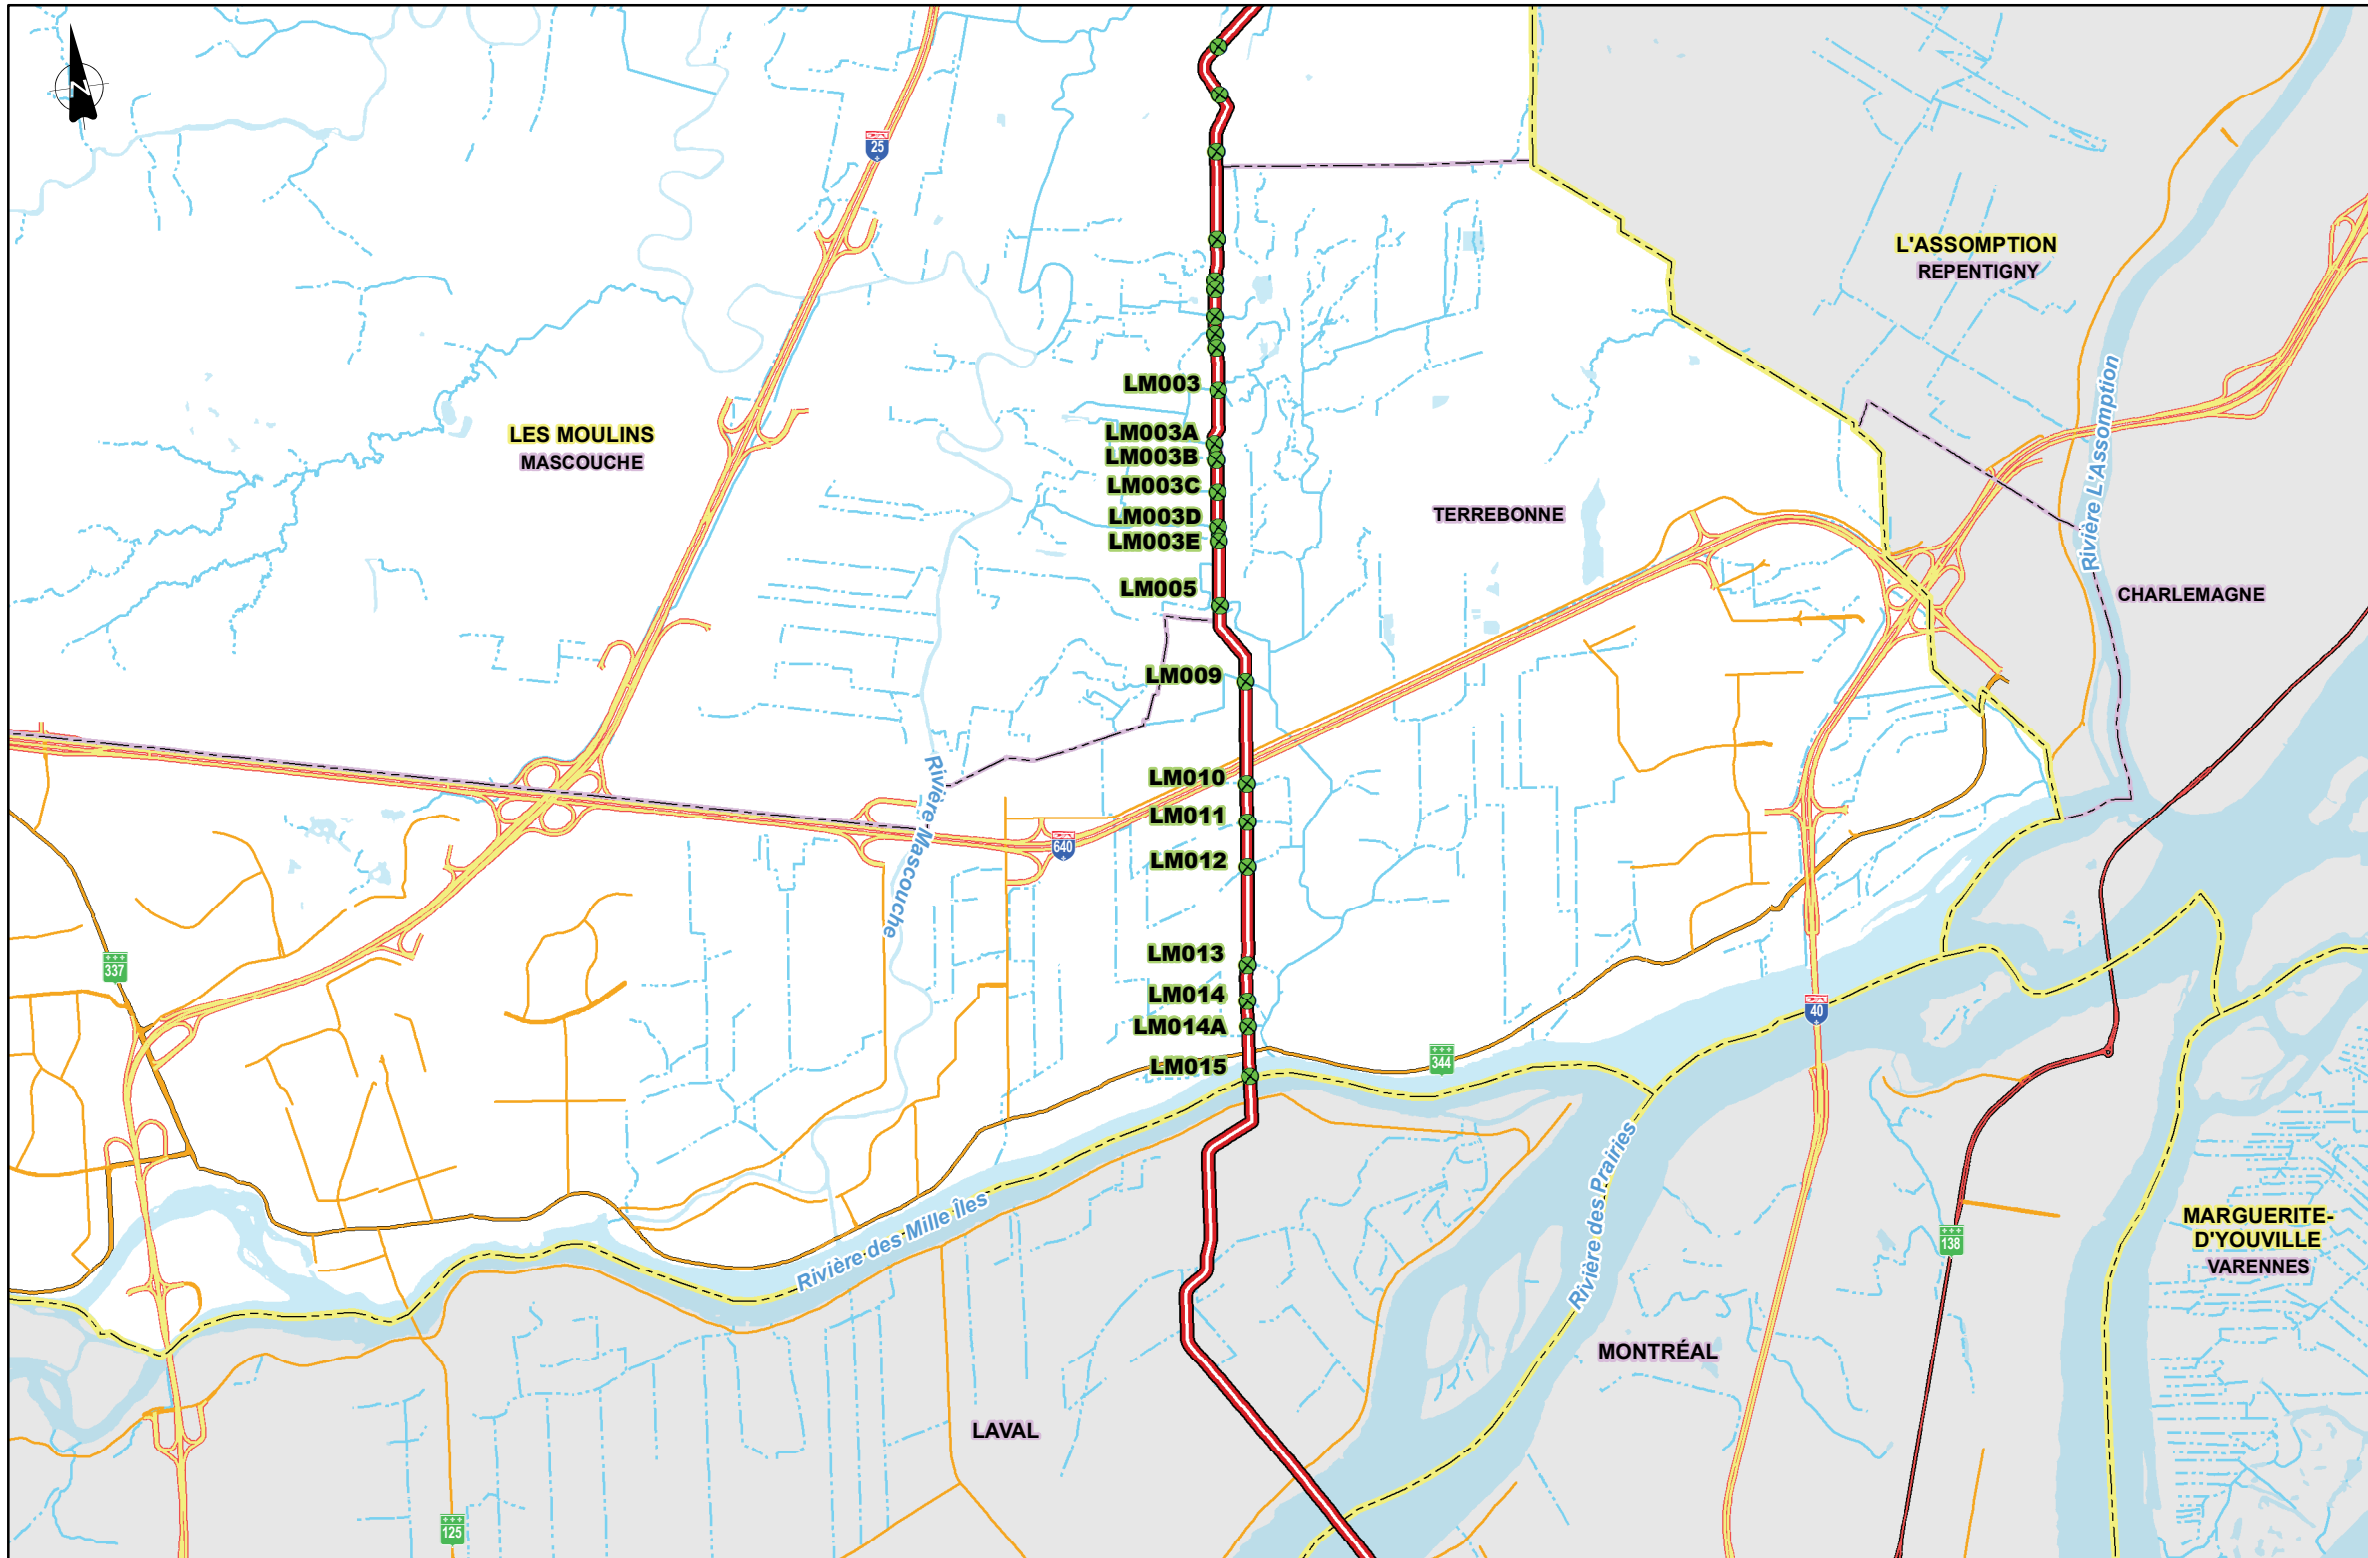 N
25
L'ASSOMPTION
REPENTIGNY
LM003
Rivière L'Assomption
LES MOULINS
MASCOUCHE
LM003A
LM003B
LM003C
TERREBONNE
LM003D
LM003E
LM005
CHARLEMAGNE
LM009
LM010
Rivière Mascouche
LM011
640
LM012
LM013
337
LM014
40
LM014A
344
LM015
Rivière des Mille Îles
Rivière des Prairies
MARGUERITE-
D'YOUVILLE
VARENNES
138
MONTRÉAL
LAVAL
125